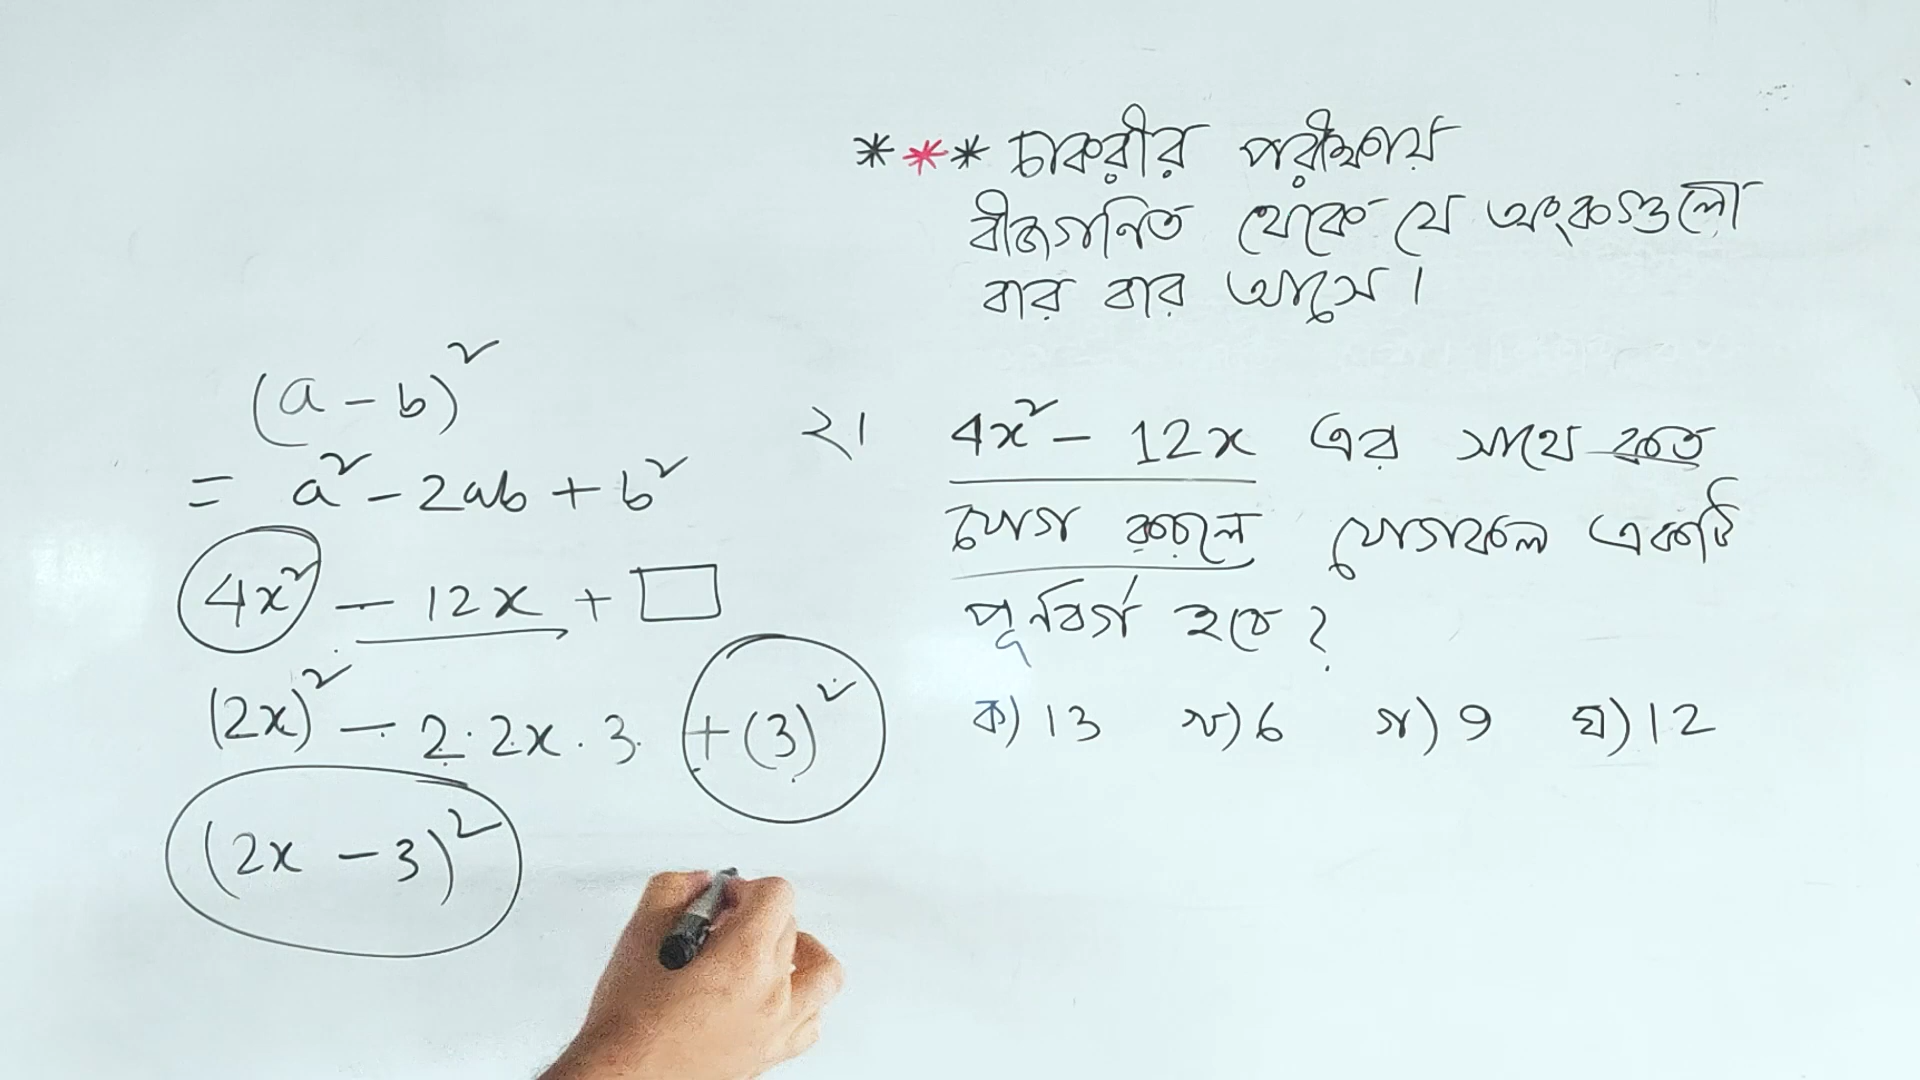 *** চাকরীর পরীক্ষায়
বীজগনিত থেকে যে অংকগুলো
বার বার আসে।
২। 4x² - 12x এর সাথে কত
যোগ করলে যোগফল একটি
পূর্নবর্গ হবে?
ক) 13 খ) 6 গ) 9 ঘ) 12
(a - b)²
= a² - 2ab + b²
4x² - 12x + □
(2x)² - 2·2x·3 + (3)²
(2x - 3)²